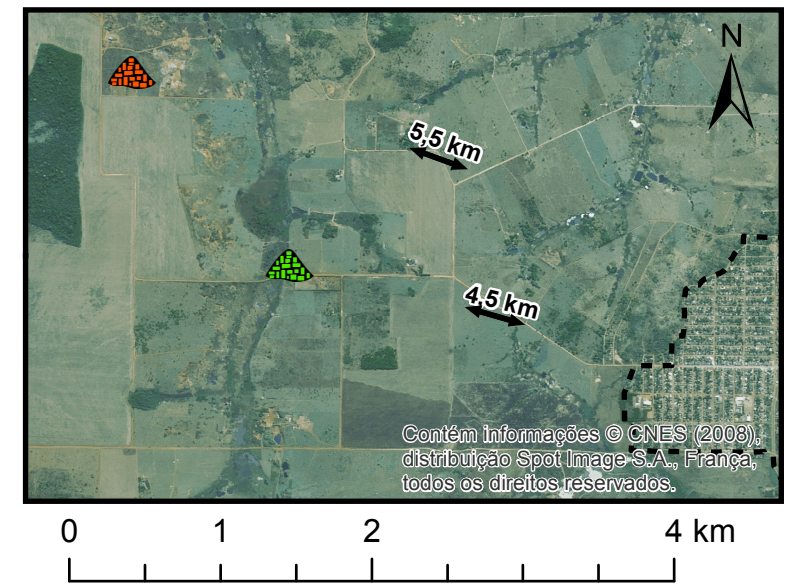 N
5,5 km
4,5 km
Contém informações © CNES (2008),
distribuição Spot Image S.A., França,
todos os direitos reservados.
0 1 2 4 km